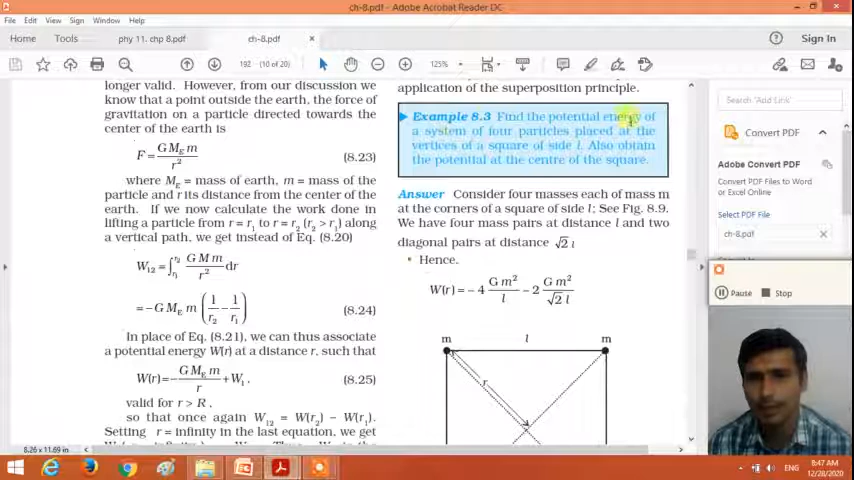 ch-8.pdf - Adobe Acrobat Reader DC
File Edit View Sign Window Help
Home Tools phy 11. chp 8.pdf ch-8.pdf × Sign In
192 (10 of 20) 125%
longer valid. However, from our discussion we
know that a point outside the earth, the force of
gravitation on a particle directed towards the
center of the earth is
F = G M_E m / r² (8.23)
where M_E = mass of earth, m = mass of the
particle and r its distance from the center of the
earth. If we now calculate the work done in
lifting a particle from r = r₁ to r = r₂ (r₂ > r₁) along
a vertical path, we get instead of Eq. (8.20)
W₁₂ = ∫_{r₁}^{r₂} G M m / r² dr
= − G M_E m (1/r₂ − 1/r₁) (8.24)
In place of Eq. (8.21), we can thus associate
a potential energy W(r) at a distance r, such that
W(r) = − G M_E m / r + W₁, (8.25)
valid for r > R,
so that once again W₁₂ = W(r₂) − W(r₁).
Setting r = infinity in the last equation, we get
application of the superposition principle.
Example 8.3 Find the potential energy of
a system of four particles placed at the
vertices of a square of side l. Also obtain
the potential at the centre of the square.
Answer Consider four masses each of mass m
at the corners of a square of side l; See Fig. 8.9.
We have four mass pairs at distance l and two
diagonal pairs at distance √2 l
Hence,
W(r) = − 4 G m² / l − 2 G m² / √2 l
m l m
r
Search "Add Link"
Convert PDF
Adobe Convert PDF
Convert PDF Files to Word
or Excel Online
Select PDF File
ch-8.pdf ×
Pause Stop
8.26 x 11.69 in
ENG
8:47 AM
12/28/2020